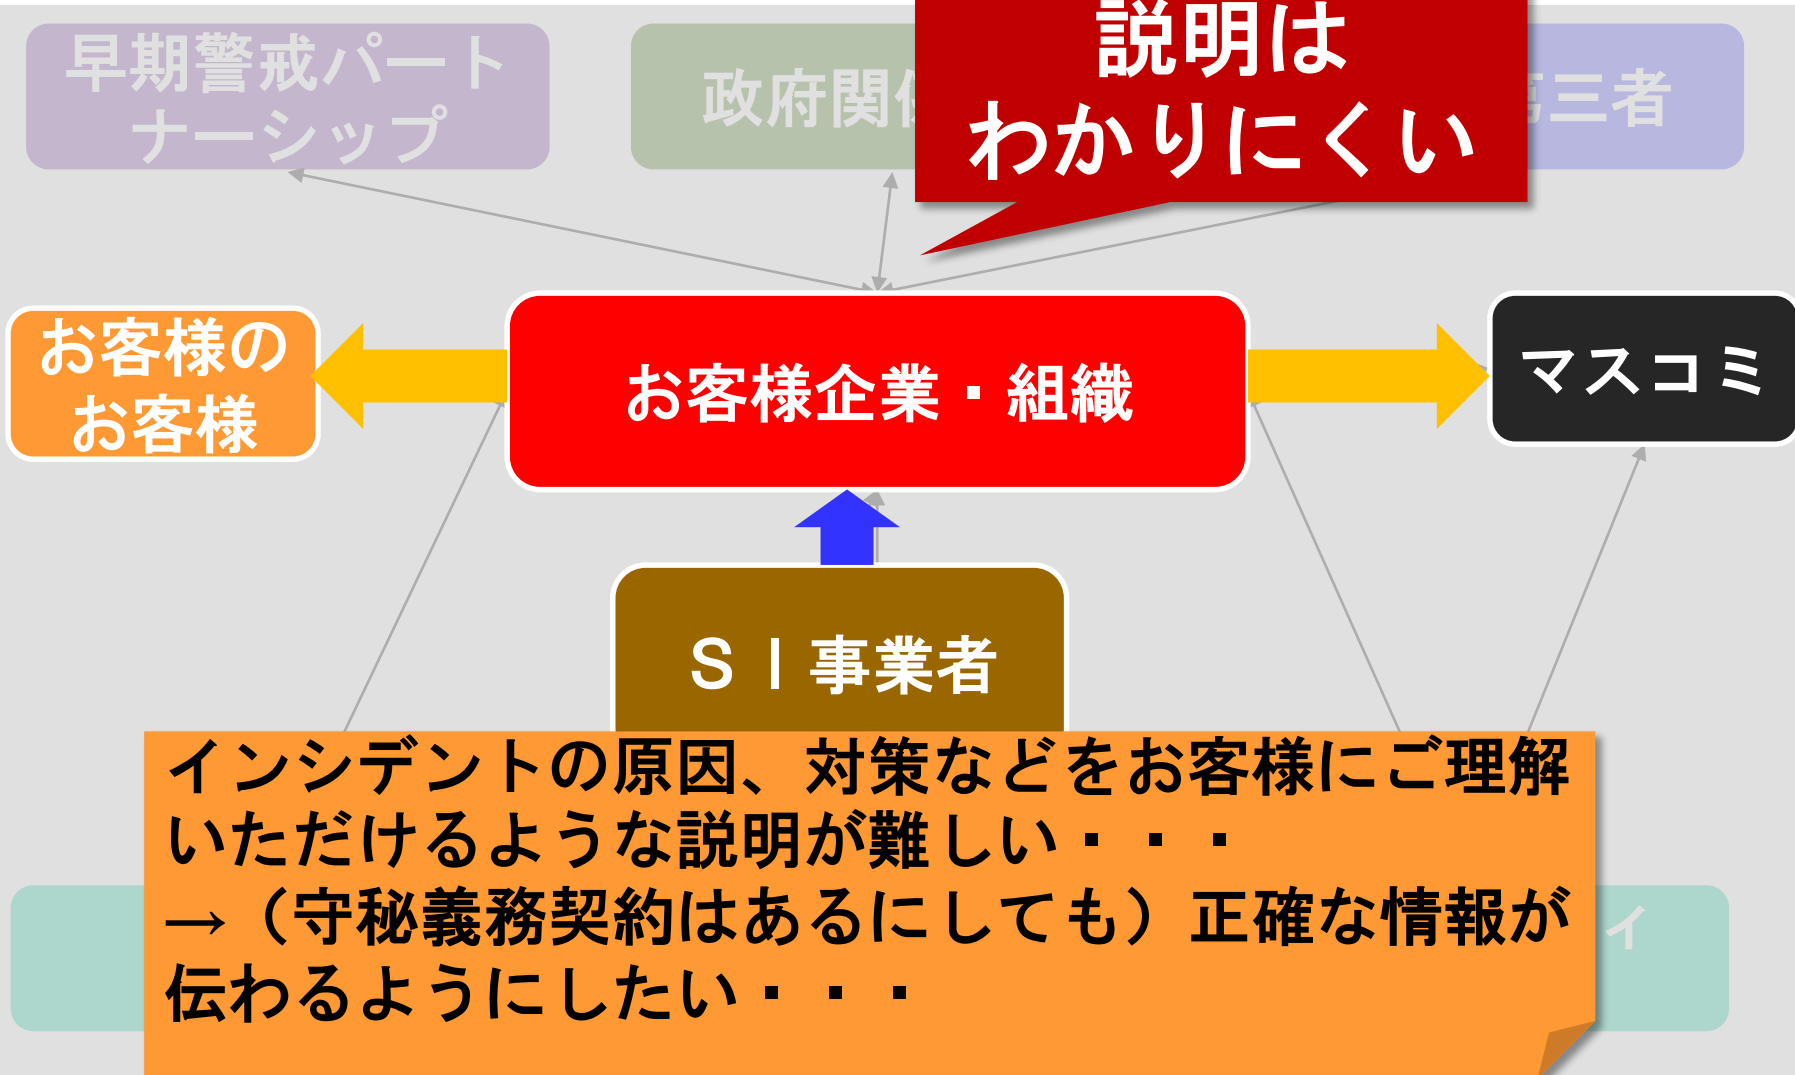 早期警戒パート
ナーシップ
政府関係
説明は
わかりにくい
第三者
お客様の
お客様
お客様企業・組織
マスコミ
ＳＩ事業者
インシデントの原因、対策などをお客様にご理解
いただけるような説明が難しい・・・
→（守秘義務契約はあるにしても）正確な情報が
伝わるようにしたい・・・
ィ